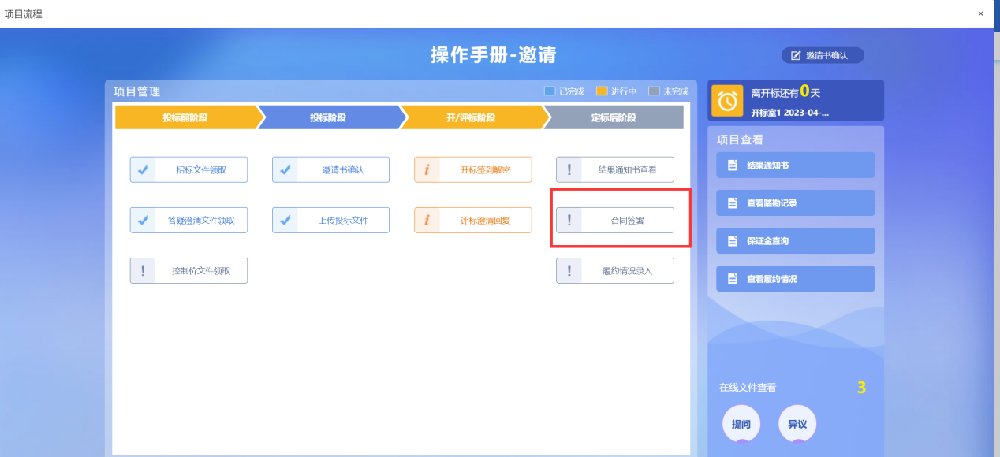 项目流程
×
操作手册-邀请
邀请书确认
项目管理
已完成
进行中
未完成
投标前阶段
投标阶段
开/评标阶段
定标后阶段
招标文件领取
邀请书确认
开标签到解密
结果通知书查看
答疑澄清文件领取
上传投标文件
评标澄清回复
合同签署
控制价文件领取
履约情况录入
离开标还有0天
开标室1 2023-04-...
项目查看
结果通知书
查看踏勘记录
保证金查询
查看履约情况
在线文件查看
3
提问
异议